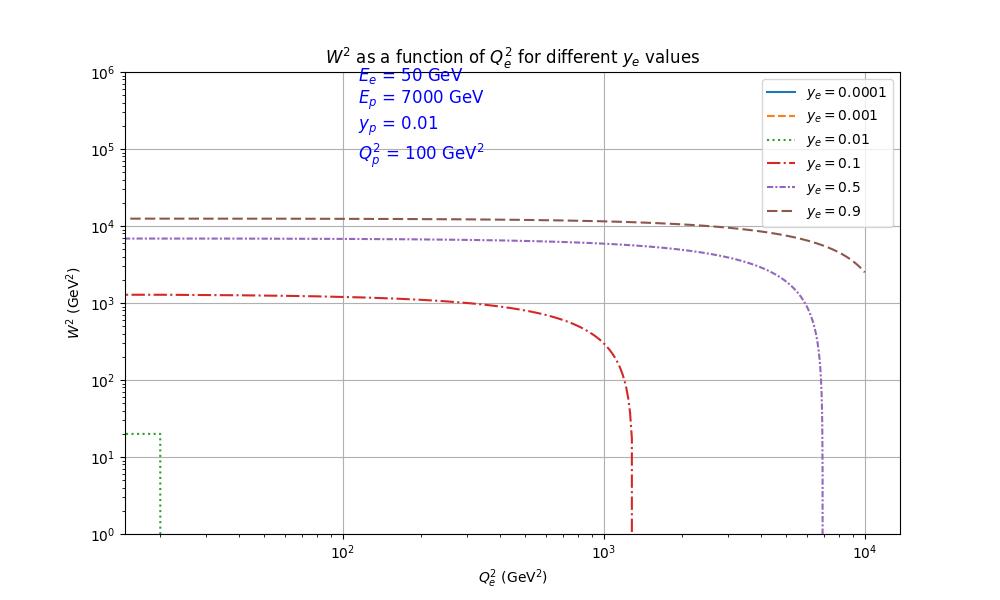 W² as a function of Q²ₑ for different yₑ values
Eₑ = 50 GeV
Eₚ = 7000 GeV
yₚ = 0.01
Q²ₚ = 100 GeV²
yₑ = 0.0001
yₑ = 0.001
yₑ = 0.01
yₑ = 0.1
yₑ = 0.5
yₑ = 0.9
10⁶
10⁵
10⁴
10³
10²
10¹
10⁰
W² (GeV²)
10² 10³ 10⁴
Q²ₑ (GeV²)